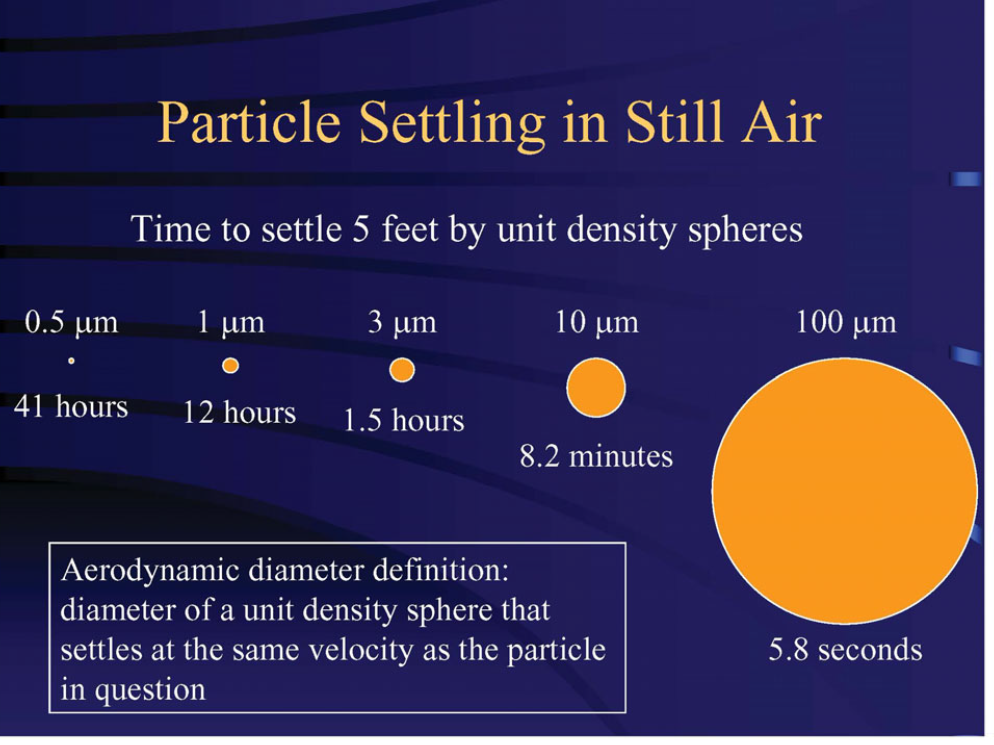 Particle Settling in Still Air
Time to settle 5 feet by unit density spheres
0.5 μm
1 μm
3 μm
10 μm
100 μm
41 hours
12 hours
1.5 hours
8.2 minutes
5.8 seconds
Aerodynamic diameter definition:
diameter of a unit density sphere that
settles at the same velocity as the particle
in question